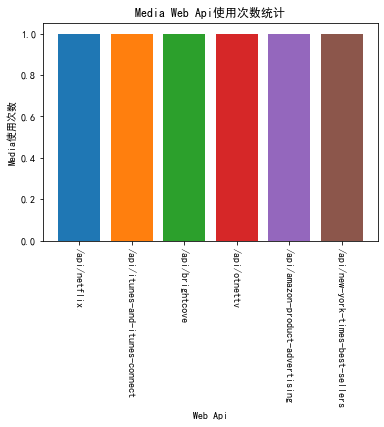 Media Web Api使用次数统计
Media使用次数
1.0
0.8
0.6
0.4
0.2
0.0
/api/netflix
/api/itunes-and-itunes-connect
/api/brightcove
/api/otnettv
/api/amazon-product-advertising
/api/new-york-times-best-sellers
Web Api